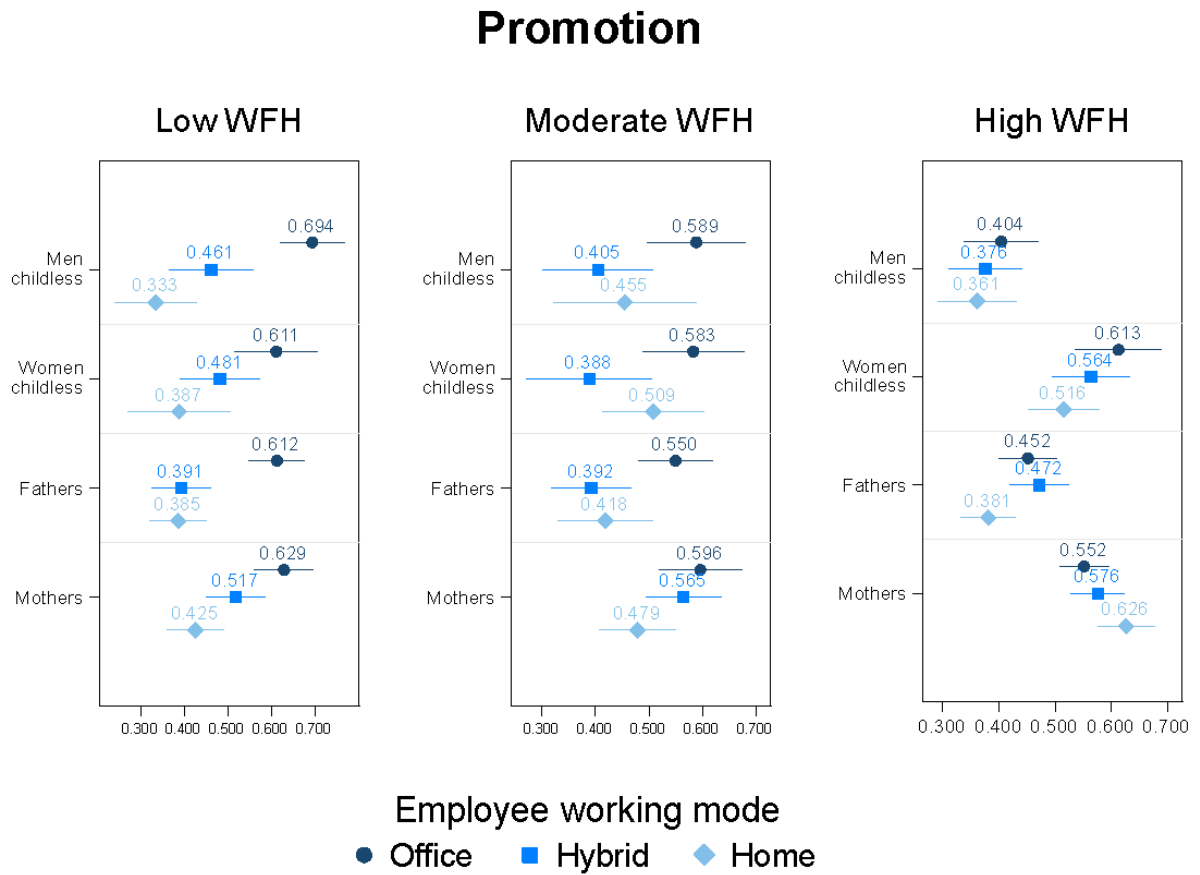 Promotion
Low WFH
Men
childless
Women
childless
Fathers
Mothers
0.694
0.461
0.333
0.611
0.481
0.387
0.612
0.391
0.385
0.629
0.517
0.425
0.300 0.400 0.500 0.600 0.700
Moderate WFH
Men
childless
Women
childless
Fathers
Mothers
0.589
0.405
0.455
0.583
0.388
0.509
0.550
0.392
0.418
0.596
0.565
0.479
0.300 0.400 0.500 0.600 0.700
High WFH
Men
childless
Women
childless
Fathers
Mothers
0.404
0.376
0.361
0.613
0.564
0.516
0.452
0.472
0.381
0.552
0.576
0.626
0.300 0.400 0.500 0.600 0.700
Employee working mode
Office Hybrid Home